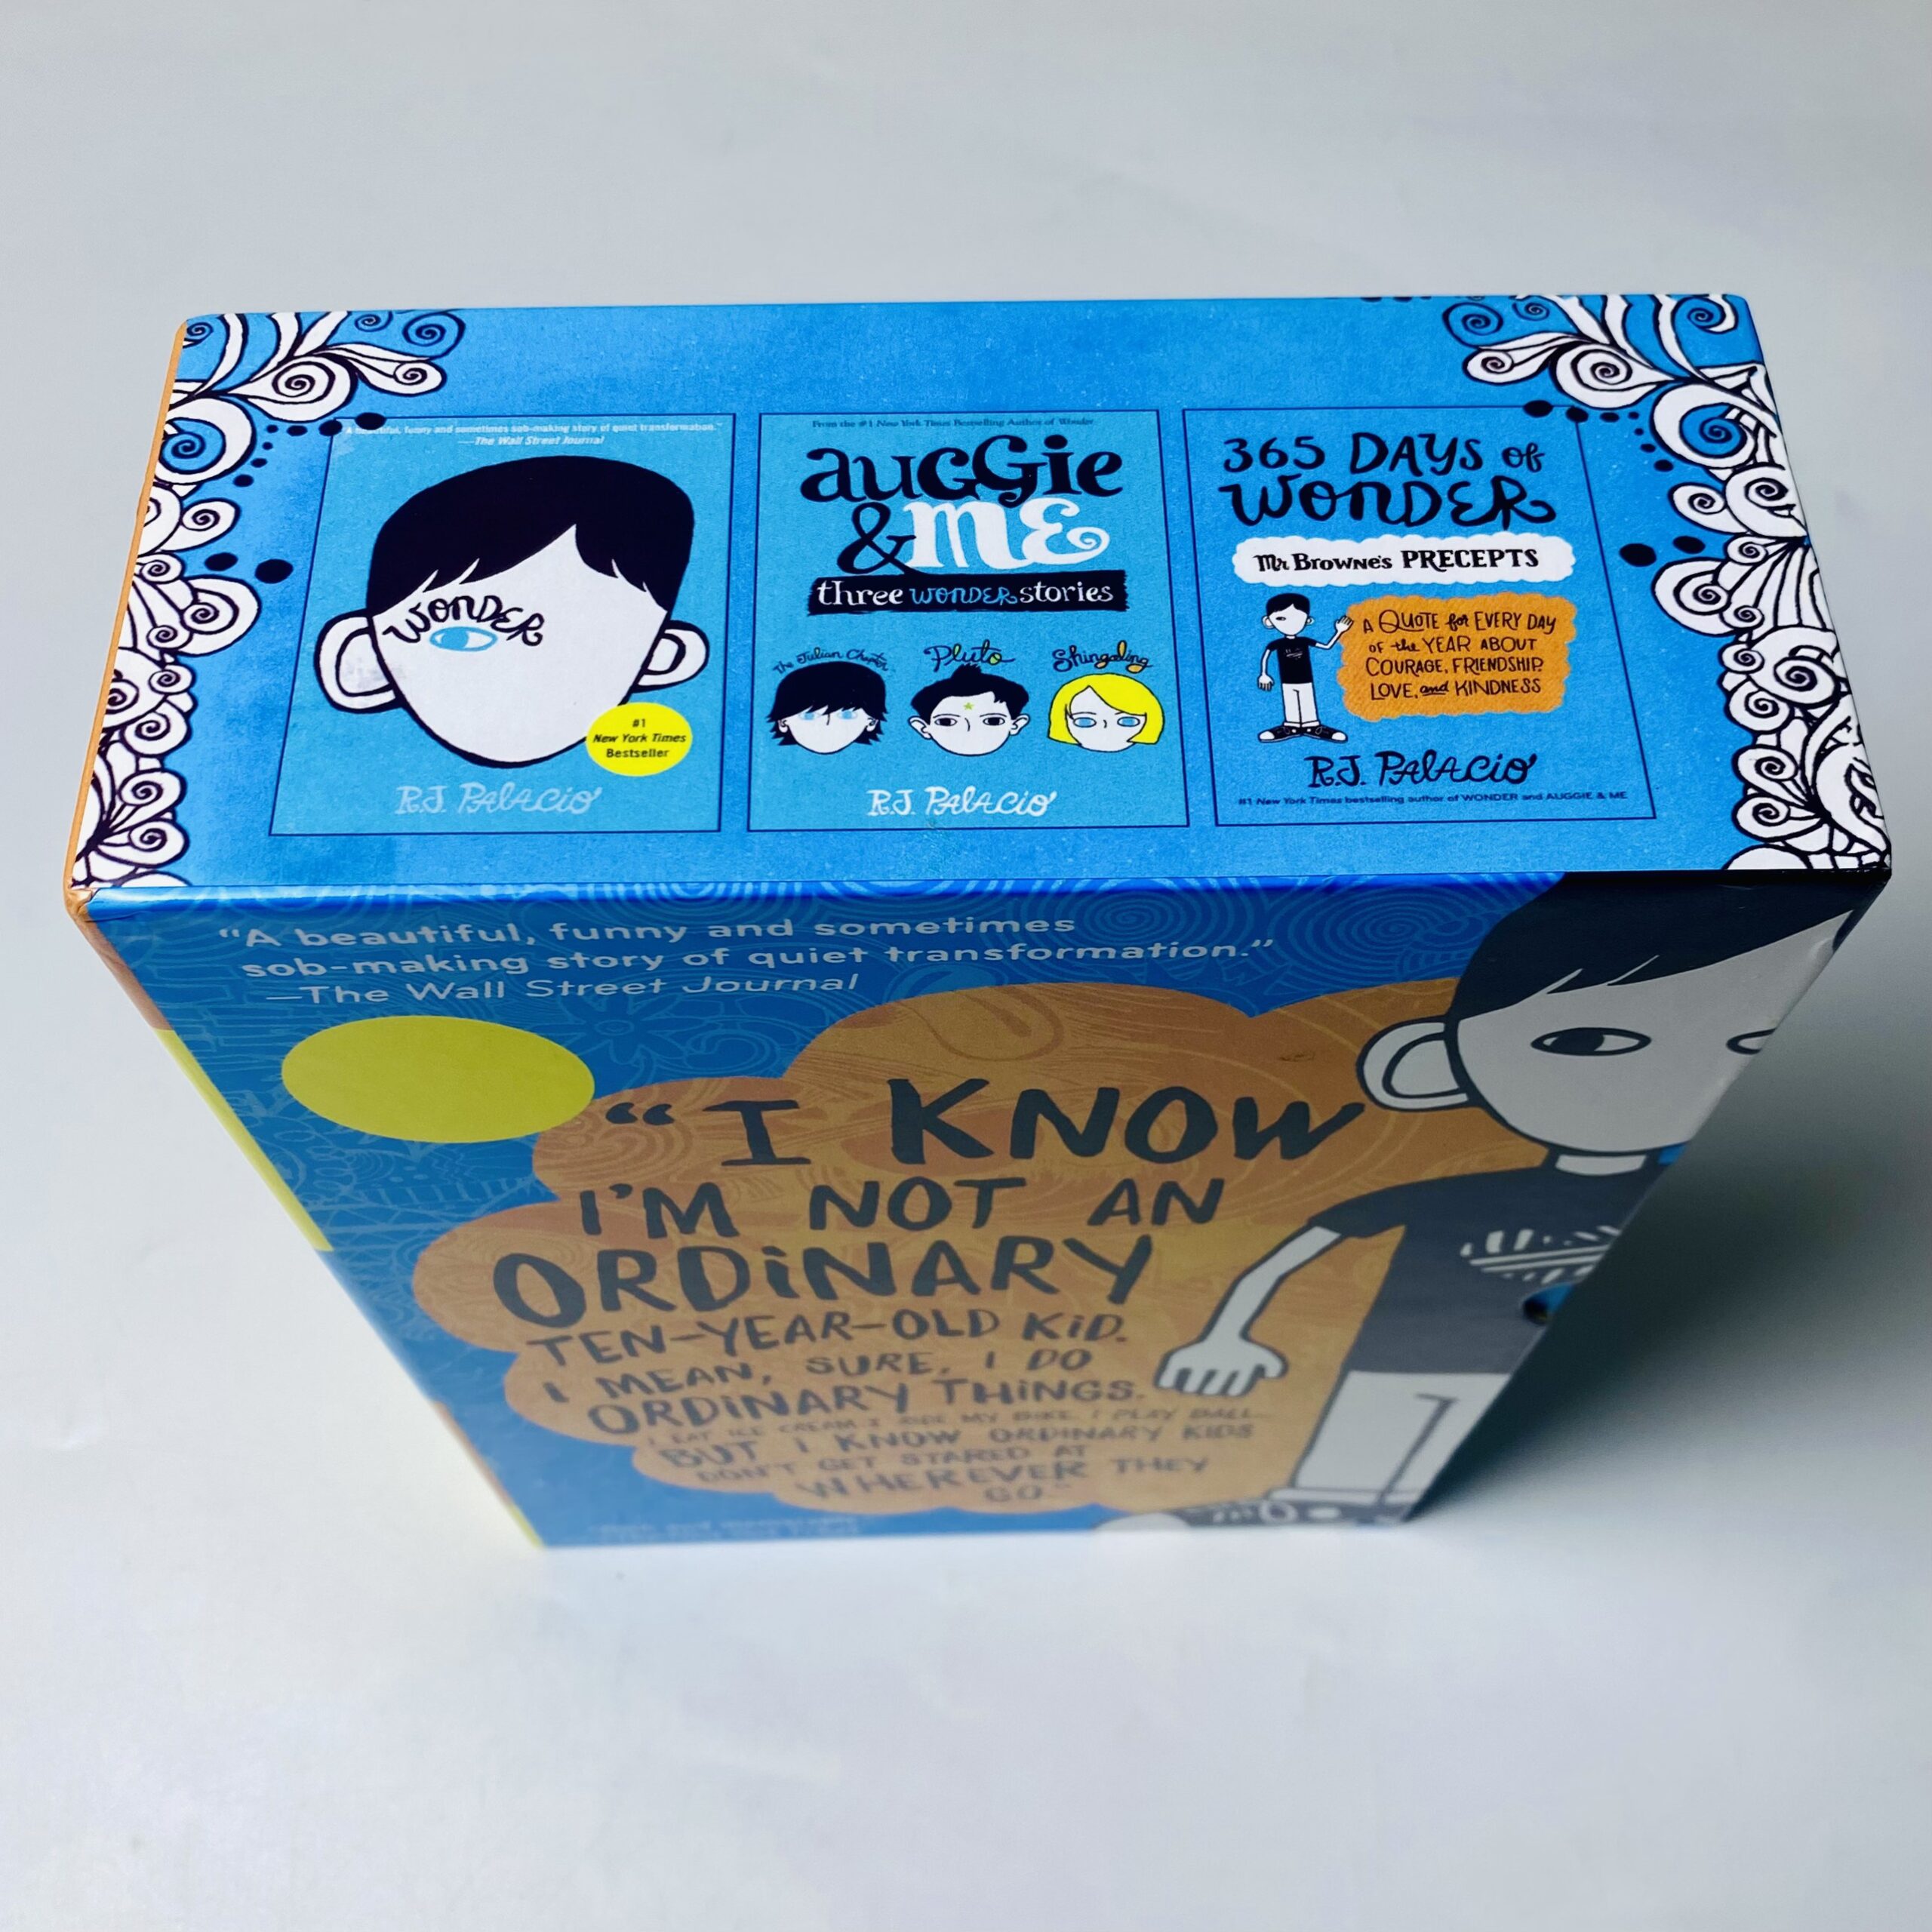 "A beautiful, funny and sometimes sob-making story of quiet transformation."
—The Wall Street Journal
WONDER
#1
New York Times
Bestseller
R.J. PALACIO
From the #1 New York Times Bestselling Author of Wonder
auggie
& ME
three WONDER stories
The Julian Chapter
Pluto
Shingaling
R.J. PALACIO
365 DAYS of
WONDER
Mr. Browne's PRECEPTS
A QUOTE for EVERY DAY
of the YEAR ABOUT
COURAGE, FRIENDSHIP,
LOVE, and KINDNESS
R.J. PALACIO
#1 New York Times bestselling author of WONDER and AUGGIE & ME
"A beautiful, funny and sometimes
sob-making story of quiet transformation."
—The Wall Street Journal
"I KNOW
I'M NOT AN
ORDiNARY
TEN-YEAR-OLD KiD.
I MEAN, SURE, I DO
ORDiNARY THiNGS.
I EAT ICE CREAM. I RIDE MY BIKE. I PLAY BALL.
BUT I KNOW ORDINARY KIDS
DON'T GET STARED AT
WHEREVER THEY
GO."